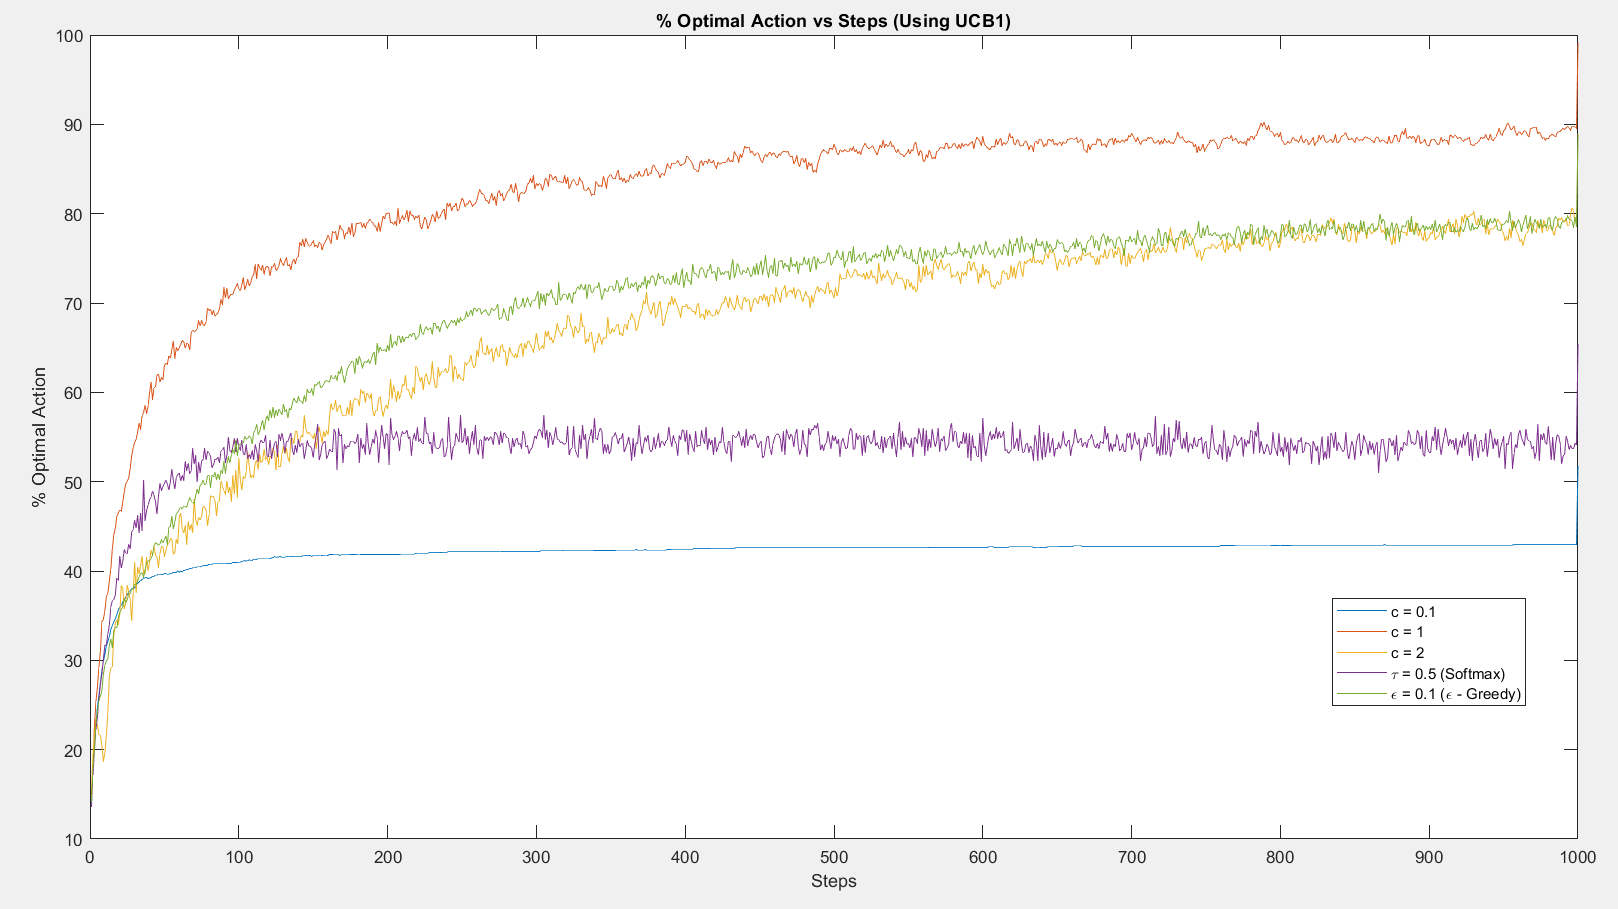 % Optimal Action vs Steps (Using UCB1)
100
90
80
70
60
50
40
30
20
10
% Optimal Action
0 100 200 300 400 500 600 700 800 900 1000
Steps
c = 0.1
c = 1
c = 2
τ = 0.5 (Softmax)
ϵ = 0.1 (ϵ - Greedy)